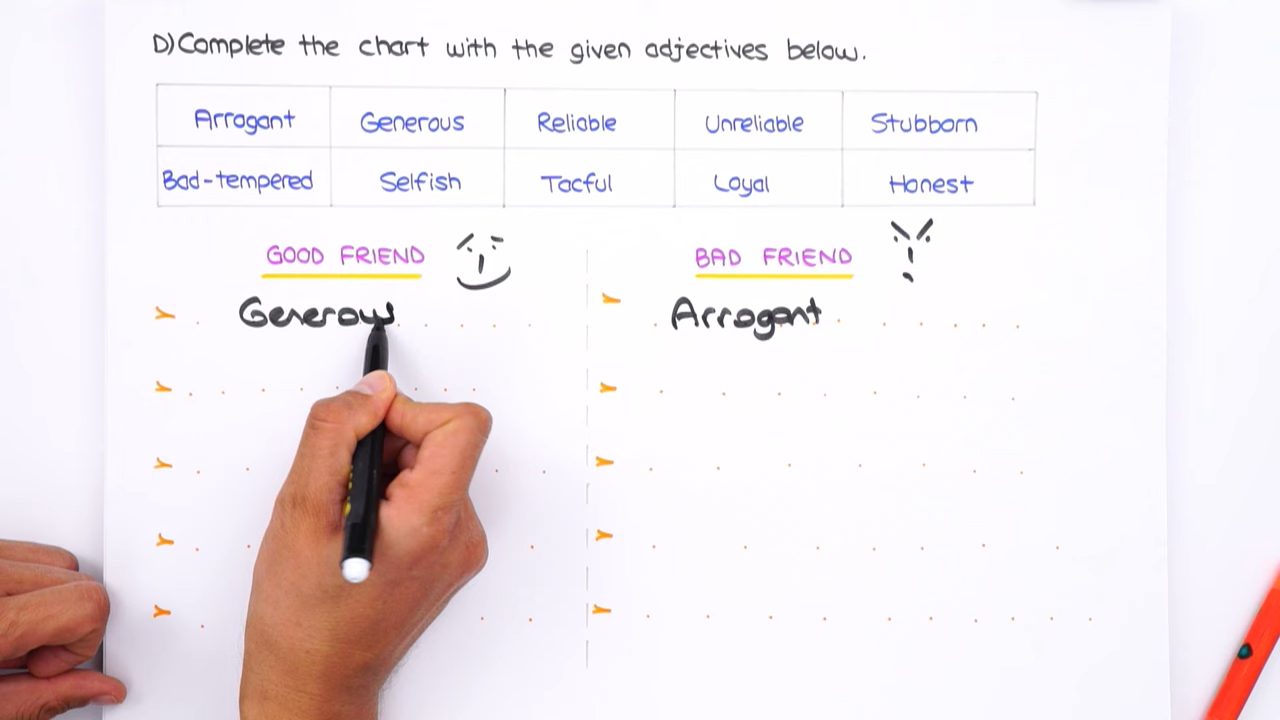 D) Complete the chart with the given adjectives below.
Arrogant Generous Reliable Unreliable Stubborn
Bad-tempered Selfish Tacful Loyal Honest
GOOD FRIEND BAD FRIEND
Generous Arrogant